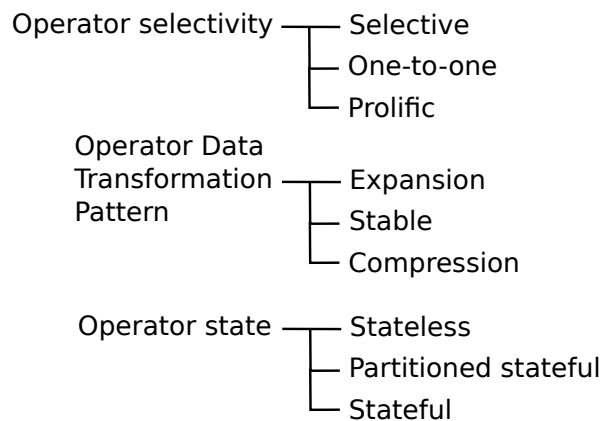 Operator selectivity
Selective
One-to-one
Prolific
Operator Data
Transformation
Pattern
Expansion
Stable
Compression
Operator state
Stateless
Partitioned stateful
Stateful